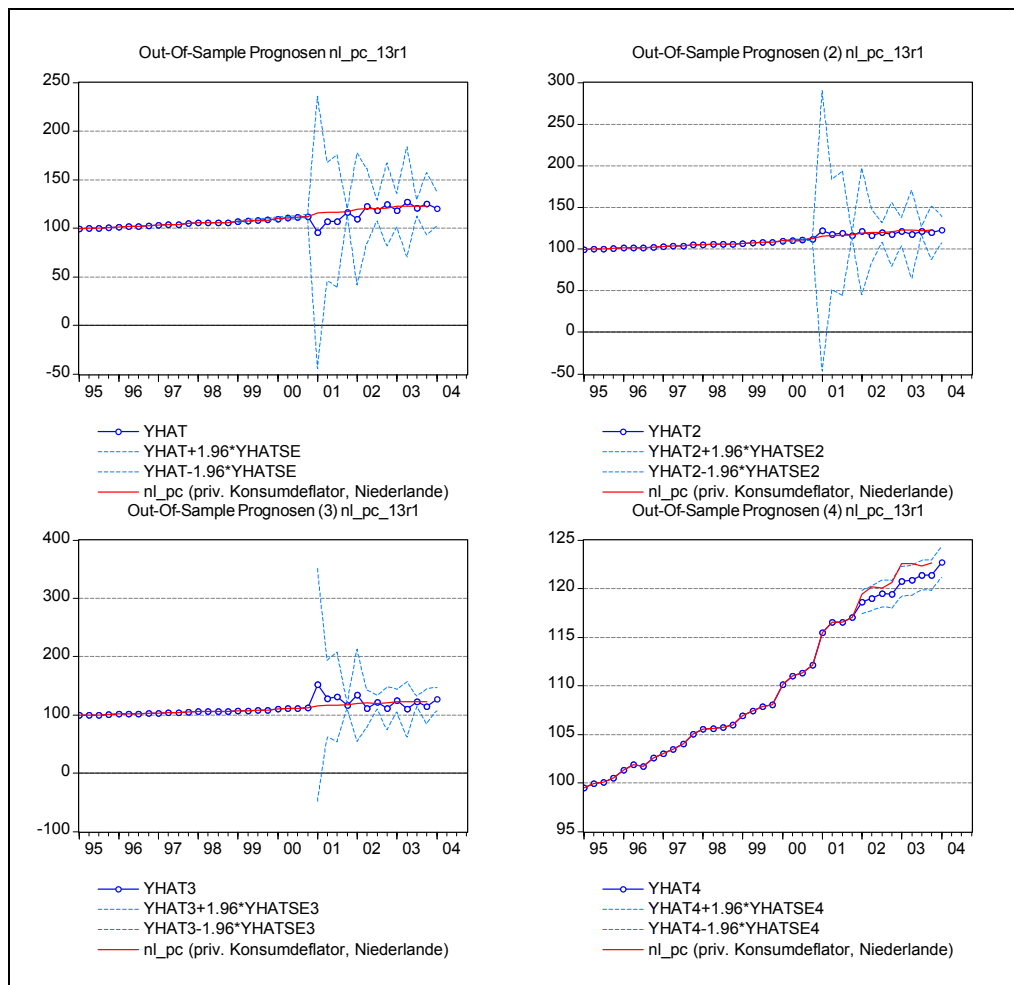 Out-Of-Sample Prognosen nl_pc_13r1
250
200
150
100
50
0
-50
95 96 97 98 99 00 01 02 03 04
YHAT
YHAT+1.96*YHATSE
YHAT-1.96*YHATSE
nl_pc (priv. Konsumdeflator, Niederlande)
Out-Of-Sample Prognosen (2) nl_pc_13r1
300
250
200
150
100
50
0
-50
95 96 97 98 99 00 01 02 03 04
YHAT2
YHAT2+1.96*YHATSE2
YHAT2-1.96*YHATSE2
nl_pc (priv. Konsumdeflator, Niederlande)
Out-Of-Sample Prognosen (3) nl_pc_13r1
400
300
200
100
0
-100
95 96 97 98 99 00 01 02 03 04
YHAT3
YHAT3+1.96*YHATSE3
YHAT3-1.96*YHATSE3
nl_pc (priv. Konsumdeflator, Niederlande)
Out-Of-Sample Prognosen (4) nl_pc_13r1
125
120
115
110
105
100
95
95 96 97 98 99 00 01 02 03 04
YHAT4
YHAT4+1.96*YHATSE4
YHAT4-1.96*YHATSE4
nl_pc (priv. Konsumdeflator, Niederlande)